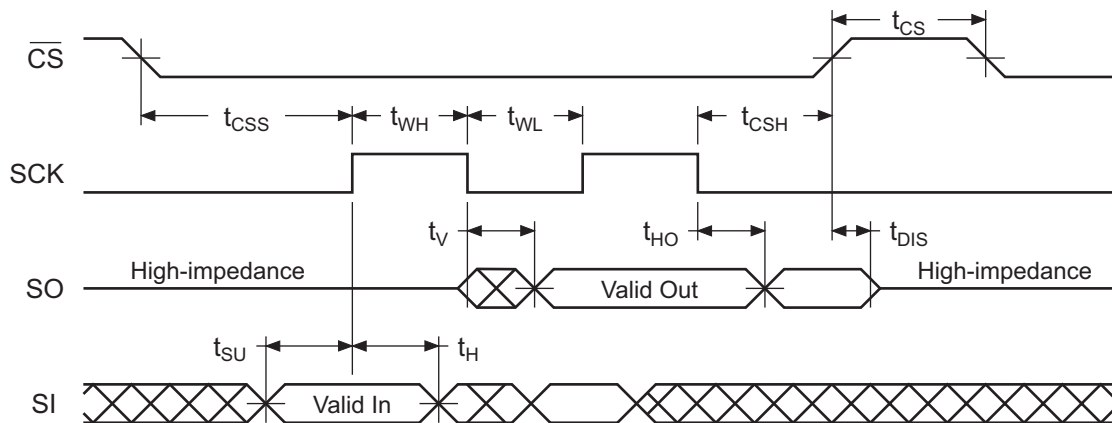 tCS
CS
tCSS
tWH
tWL
tCSH
SCK
tV
tHO
tDIS
High-impedance
High-impedance
SO
Valid Out
tSU
tH
SI
Valid In